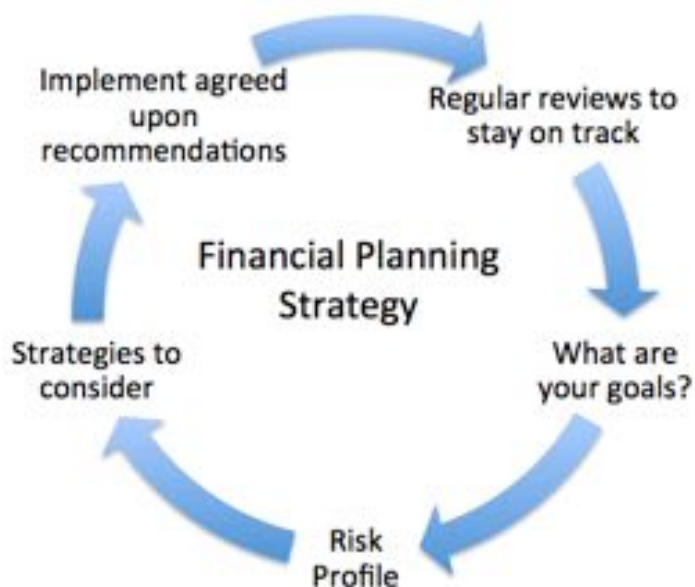 Implement agreed
upon
recommendations
Regular reviews to
stay on track
Financial Planning
Strategy
Strategies to
consider
What are
your goals?
Risk
Profile